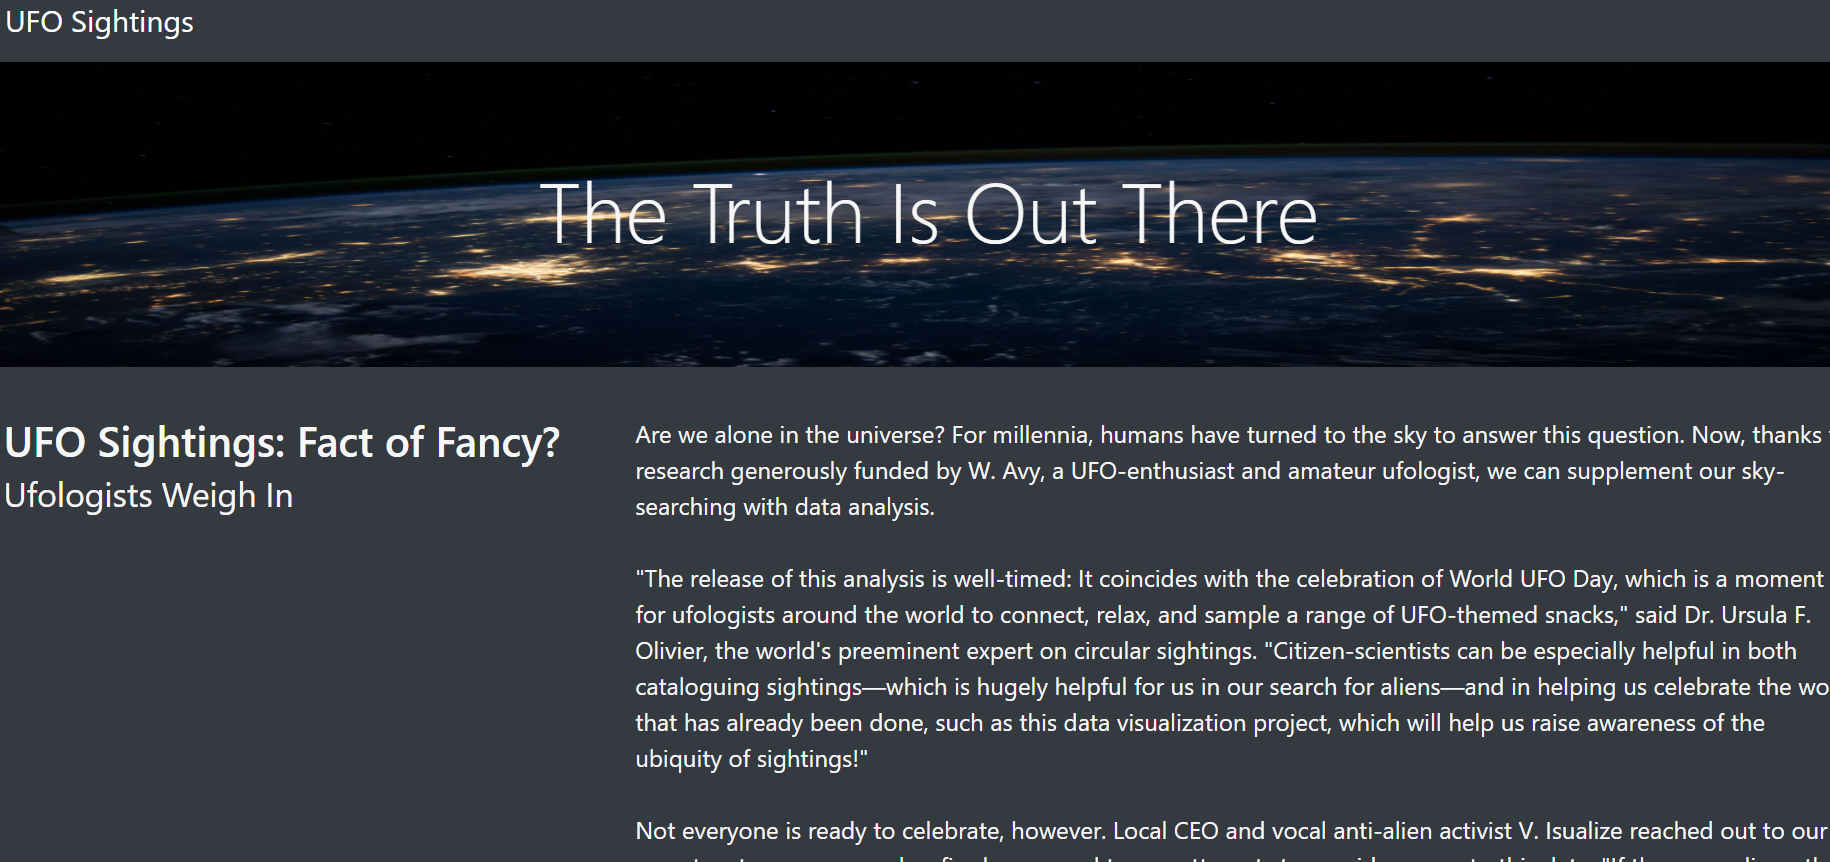 UFO Sightings
The Truth Is Out There
UFO Sightings: Fact of Fancy?
Ufologists Weigh In
Are we alone in the universe? For millennia, humans have turned to the sky to answer this question. Now, thanks
research generously funded by W. Avy, a UFO-enthusiast and amateur ufologist, we can supplement our sky-
searching with data analysis.
"The release of this analysis is well-timed: It coincides with the celebration of World UFO Day, which is a moment
for ufologists around the world to connect, relax, and sample a range of UFO-themed snacks," said Dr. Ursula F.
Olivier, the world's preeminent expert on circular sightings. "Citizen-scientists can be especially helpful in both
cataloguing sightings—which is hugely helpful for us in our search for aliens—and in helping us celebrate the wo
that has already been done, such as this data visualization project, which will help us raise awareness of the
ubiquity of sightings!"
Not everyone is ready to celebrate, however. Local CEO and vocal anti-alien activist V. Isualize reached out to our